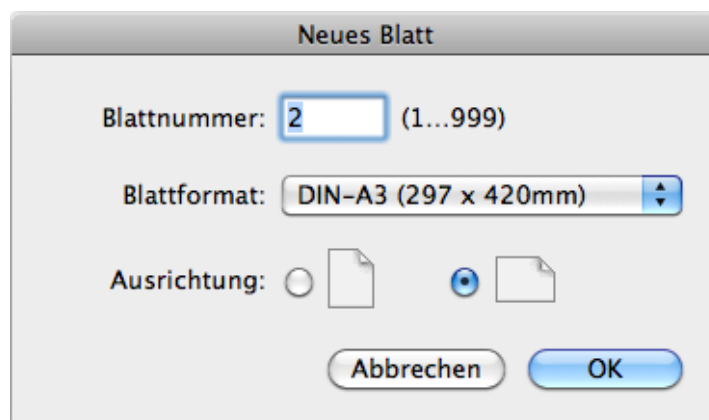 Neues Blatt
Blattnummer: 2 (1...999)
Blattformat: DIN-A3 (297 x 420mm)
Ausrichtung:
Abbrechen OK